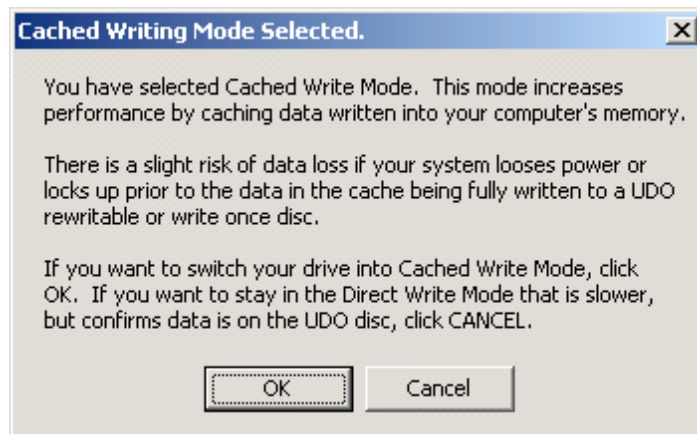 Cached Writing Mode Selected.
You have selected Cached Write Mode.  This mode increases
performance by caching data written into your computer's memory.
There is a slight risk of data loss if your system looses power or
locks up prior to the data in the cache being fully written to a UDO
rewritable or write once disc.
If you want to switch your drive into Cached Write Mode, click
OK.  If you want to stay in the Direct Write Mode that is slower,
but confirms data is on the UDO disc, click CANCEL.
OK
Cancel